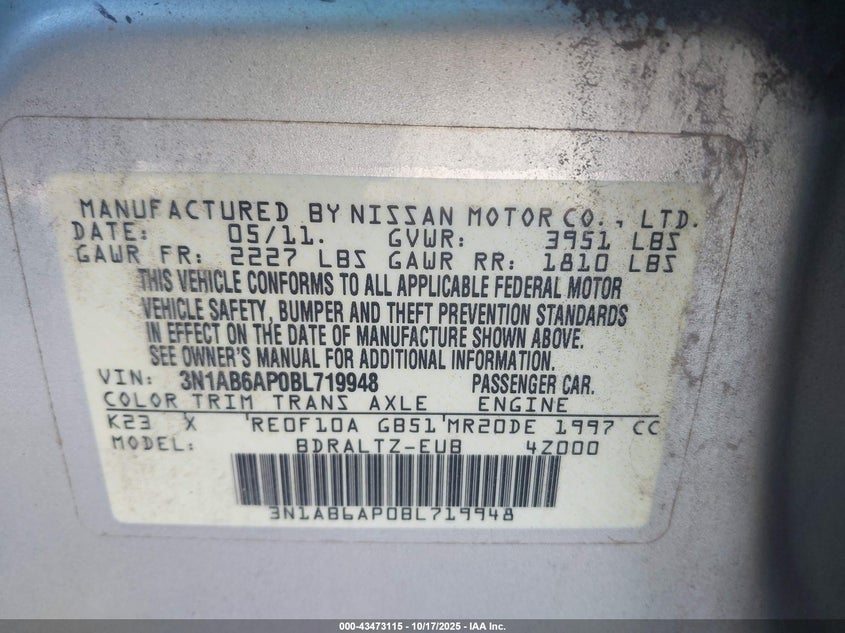 MANUFACTURED BY NISSAN MOTOR CO., LTD.
DATE: 05/11. GVWR: 3951 LBS
GAWR FR: 2227 LBS GAWR RR: 1810 LBS
THIS VEHICLE CONFORMS TO ALL APPLICABLE FEDERAL MOTOR
VEHICLE SAFETY, BUMPER AND THEFT PREVENTION STANDARDS
IN EFFECT ON THE DATE OF MANUFACTURE SHOWN ABOVE.
SEE OWNER'S MANUAL FOR ADDITIONAL INFORMATION.
VIN: 3N1AB6AP0BL719948 PASSENGER CAR.
COLOR TRIM TRANS AXLE ENGINE
K23 X RE0F10A GB51 MR20DE 1997 CC
MODEL: BDRALTZ-EUB 4Z000
3N1AB6AP0BL719948
000-43473115 - 10/17/2025 - IAA Inc.